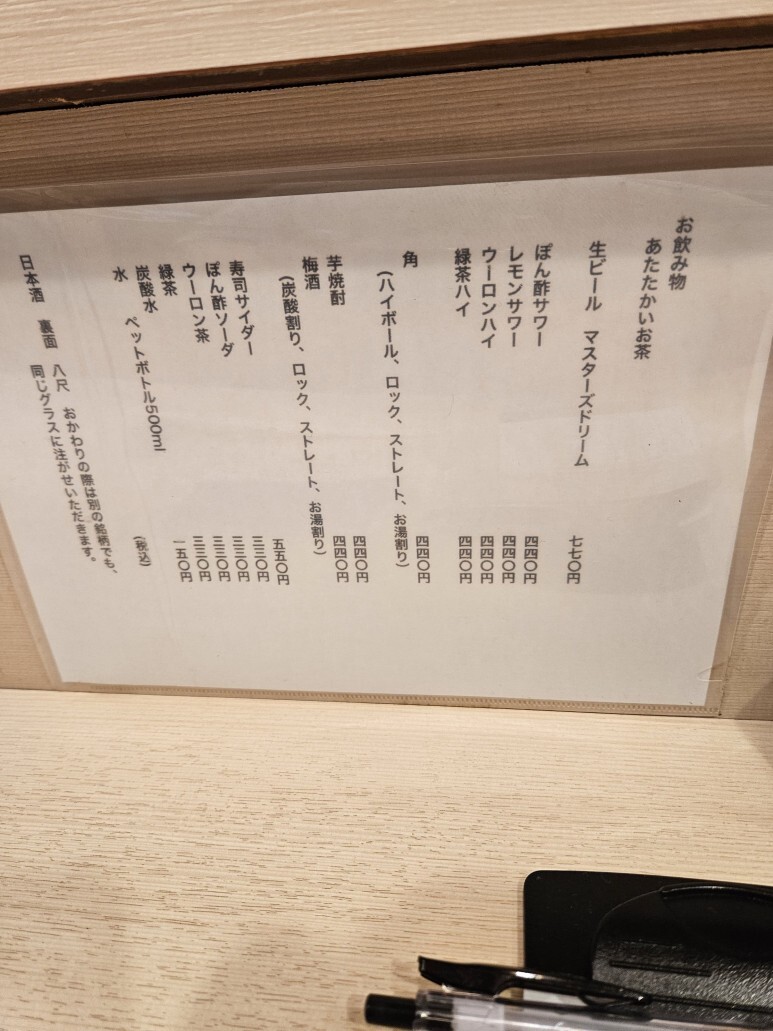 お飲み物
あたたかいお茶
生ビール マスターズドリーム 七七〇円
ぽん酢サワー 四四〇円
レモンサワー 四四〇円
ウーロンハイ 四四〇円
緑茶ハイ 四四〇円
角 四四〇円
(ハイボール、ロック、ストレート、お湯割り)
芋焼酎 四四〇円
梅酒 四四〇円
(炭酸割り、ロック、ストレート、お湯割り)
寿司サイダー 五五〇円
ぽん酢ソーダ 三三〇円
ウーロン茶 三三〇円
緑茶 三三〇円
炭酸水 三三〇円
水 ペットボトル500ml 一五〇円
(税込)
日本酒 裏面 八尺 おかわりの際は別の銘柄でも、
同じグラスに注がせいただきます。